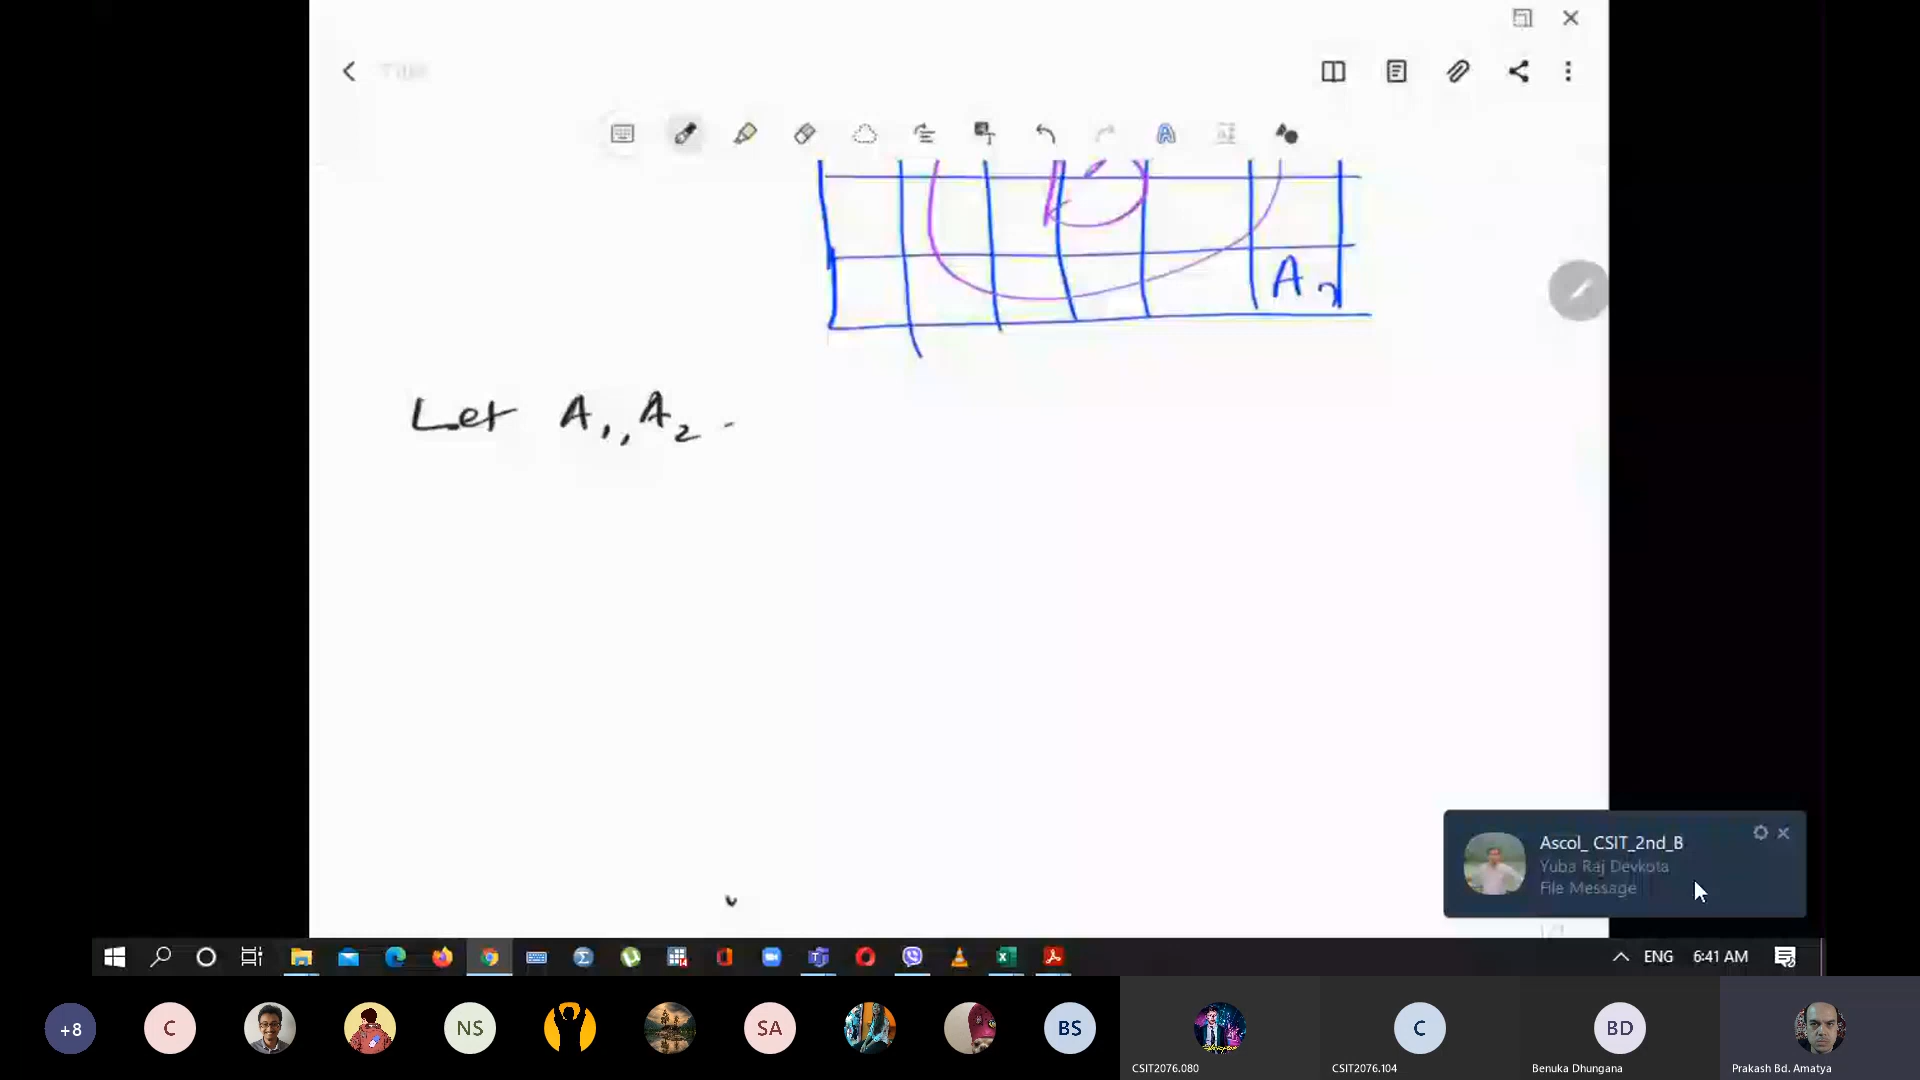 Title
A
Let A₁, A₂ -
Ascol_ CSIT_2nd_B
Yuba Raj Devkota
File Message
ENG 6:41 AM
+8 C NS SA BS C BD
CSIT2076.080 CSIT2076.104 Benuka Dhungana Prakash Bd. Amatya